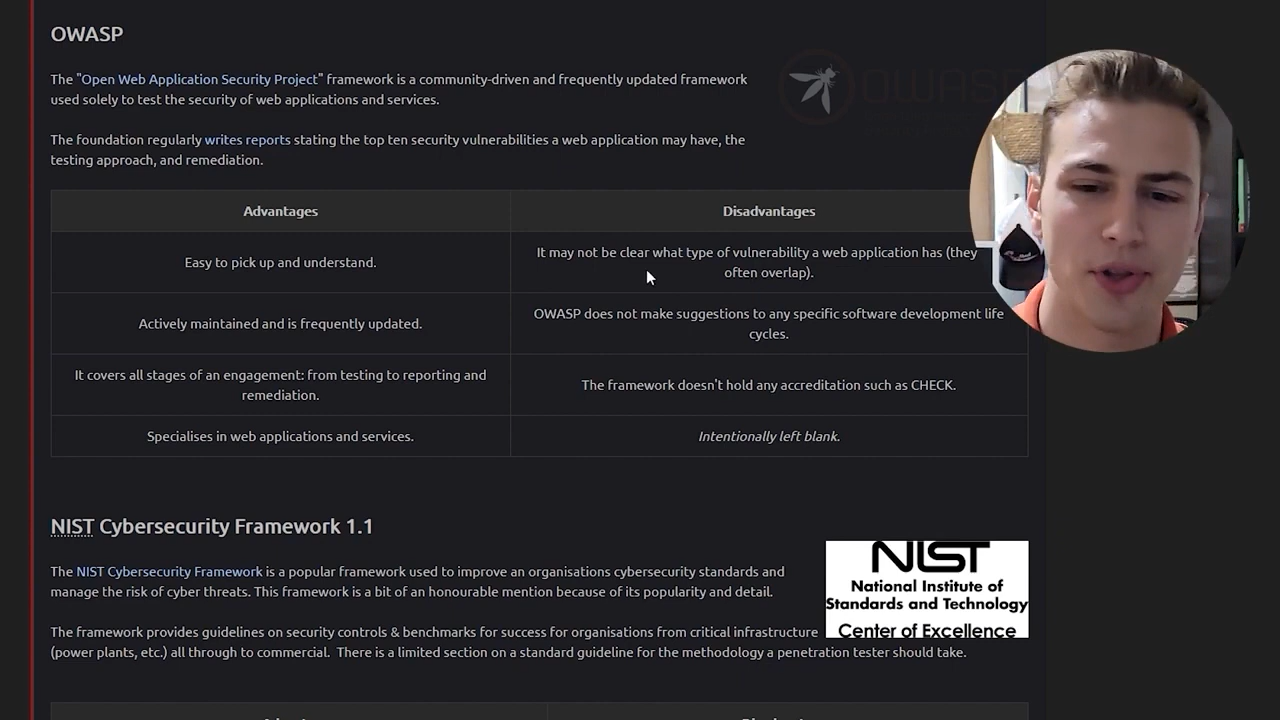 OWASP
The "Open Web Application Security Project" framework is a community-driven and frequently updated framework
used solely to test the security of web applications and services.
The foundation regularly writes reports stating the top ten security vulnerabilities a web application may have, the
testing approach, and remediation.
Advantages
Disadvantages
Easy to pick up and understand.
It may not be clear what type of vulnerability a web application has (they
often overlap).
Actively maintained and is frequently updated.
OWASP does not make suggestions to any specific software development life
cycles.
It covers all stages of an engagement: from testing to reporting and
remediation.
The framework doesn't hold any accreditation such as CHECK.
Specialises in web applications and services.
Intentionally left blank.
NIST Cybersecurity Framework 1.1
The NIST Cybersecurity Framework is a popular framework used to improve an organisations cybersecurity standards and
manage the risk of cyber threats. This framework is a bit of an honourable mention because of its popularity and detail.
NIST
National Institute of
Standards and Technology
Center of Excellence
The framework provides guidelines on security controls & benchmarks for success for organisations from critical infrastructure
(power plants, etc.) all through to commercial. There is a limited section on a standard guideline for the methodology a penetration tester should take.